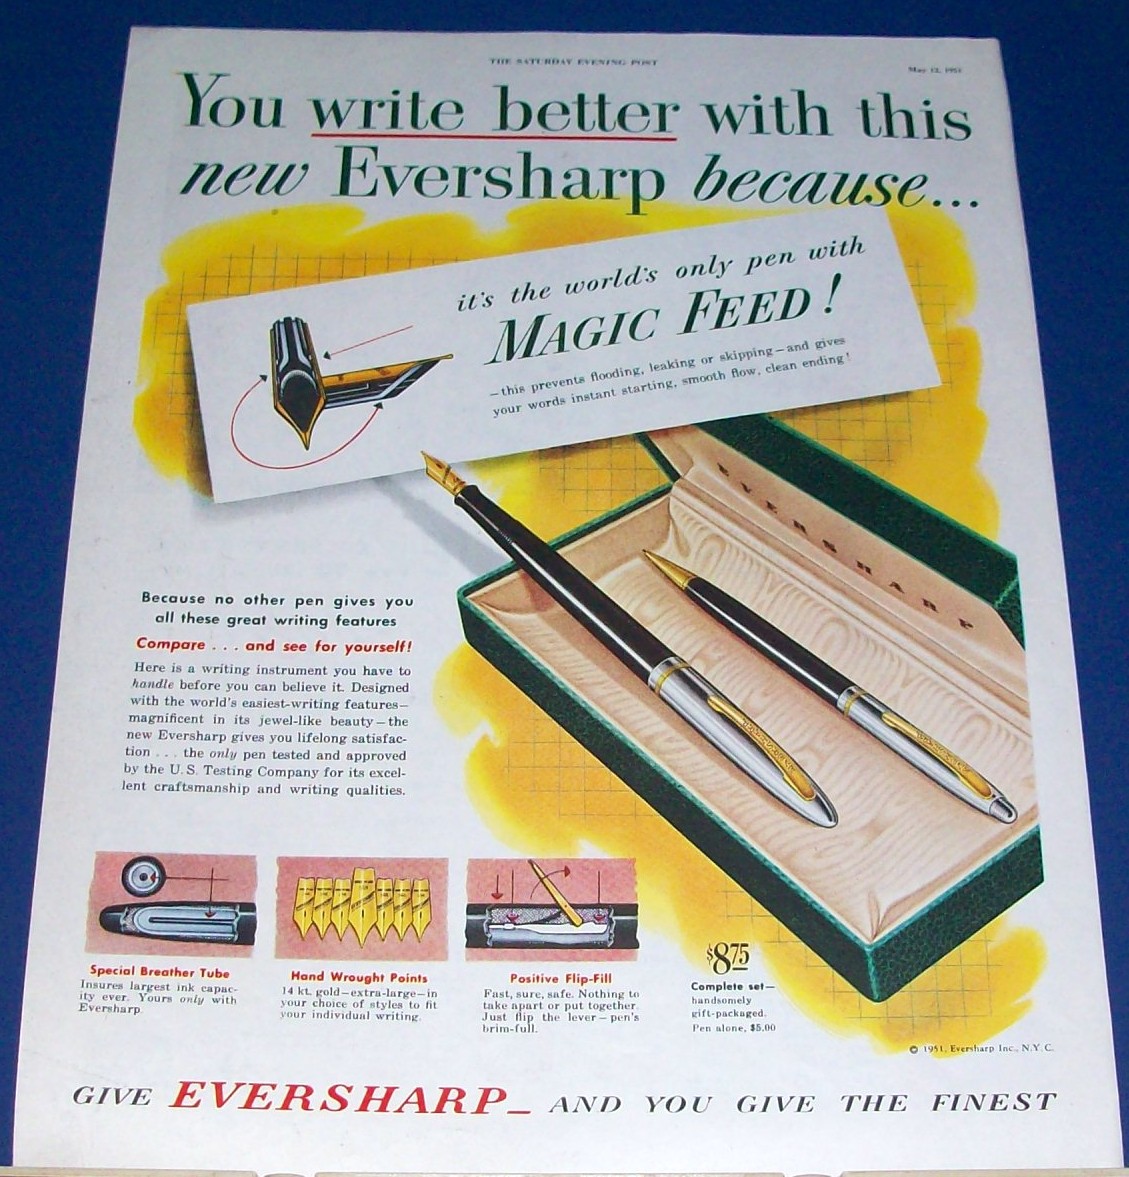 THE SATURDAY EVENING POST
May 12, 1951
You write better with this
new Eversharp because...
it's the world's only pen with
MAGIC FEED!
—this prevents flooding, leaking or skipping—and gives
your words instant starting, smooth flow, clean ending!
EVERSHARP
Because no other pen gives you
all these great writing features
Compare . . . and see for yourself!
Here is a writing instrument you have to
handle before you can believe it. Designed
with the world's easiest-writing features—
magnificent in its jewel-like beauty—the
new Eversharp gives you lifelong satisfac-
tion . . . the only pen tested and approved
by the U.S. Testing Company for its excel-
lent craftsmanship and writing qualities.
Special Breather Tube
Insures largest ink capac-
ity ever. Yours only with
Eversharp.
Hand Wrought Points
14 kt. gold—extra-large—in
your choice of styles to fit
your individual writing.
Positive Flip-Fill
Fast, sure, safe. Nothing to
take apart or put together.
Just flip the lever—pen's
brim-full.
$8.75
Complete set—
handsomely
gift-packaged.
Pen alone, $5.00
© 1951, Eversharp Inc., N.Y.C.
GIVE EVERSHARP— AND YOU GIVE THE FINEST